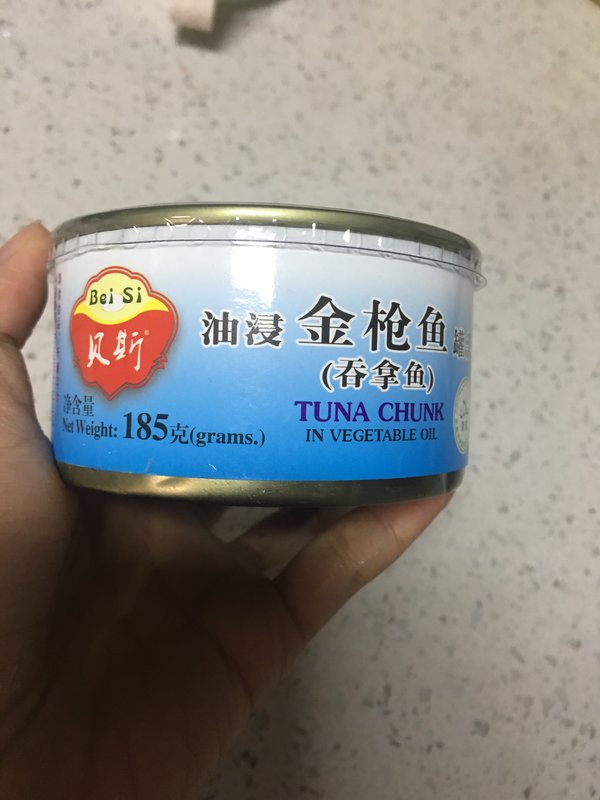 Bei Si
贝斯®
油浸 金枪鱼
(吞拿鱼)
TUNA CHUNK
IN VEGETABLE OIL
净含量
Net Weight: 185克(grams.)